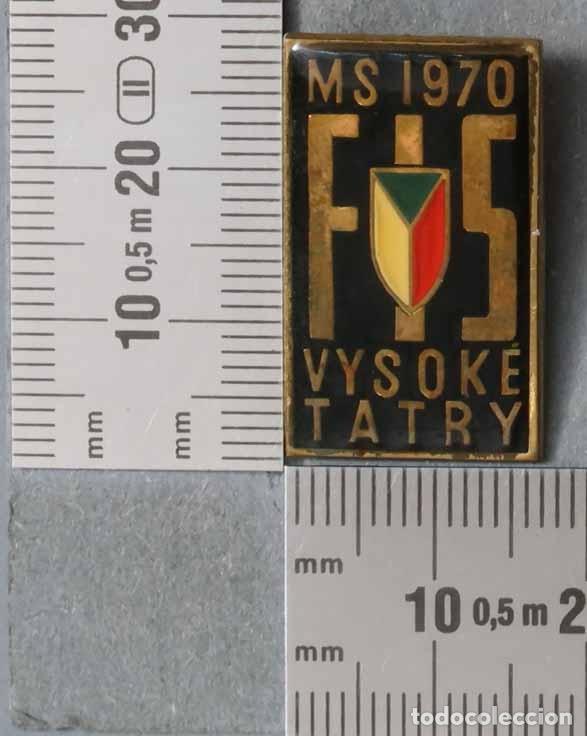 MS 1970
FIS
VYSOKÉ
TATRY
mm
10 0,5 m 20 II 30
mm
mm
10 0,5 m 2
mm
todocoleccion